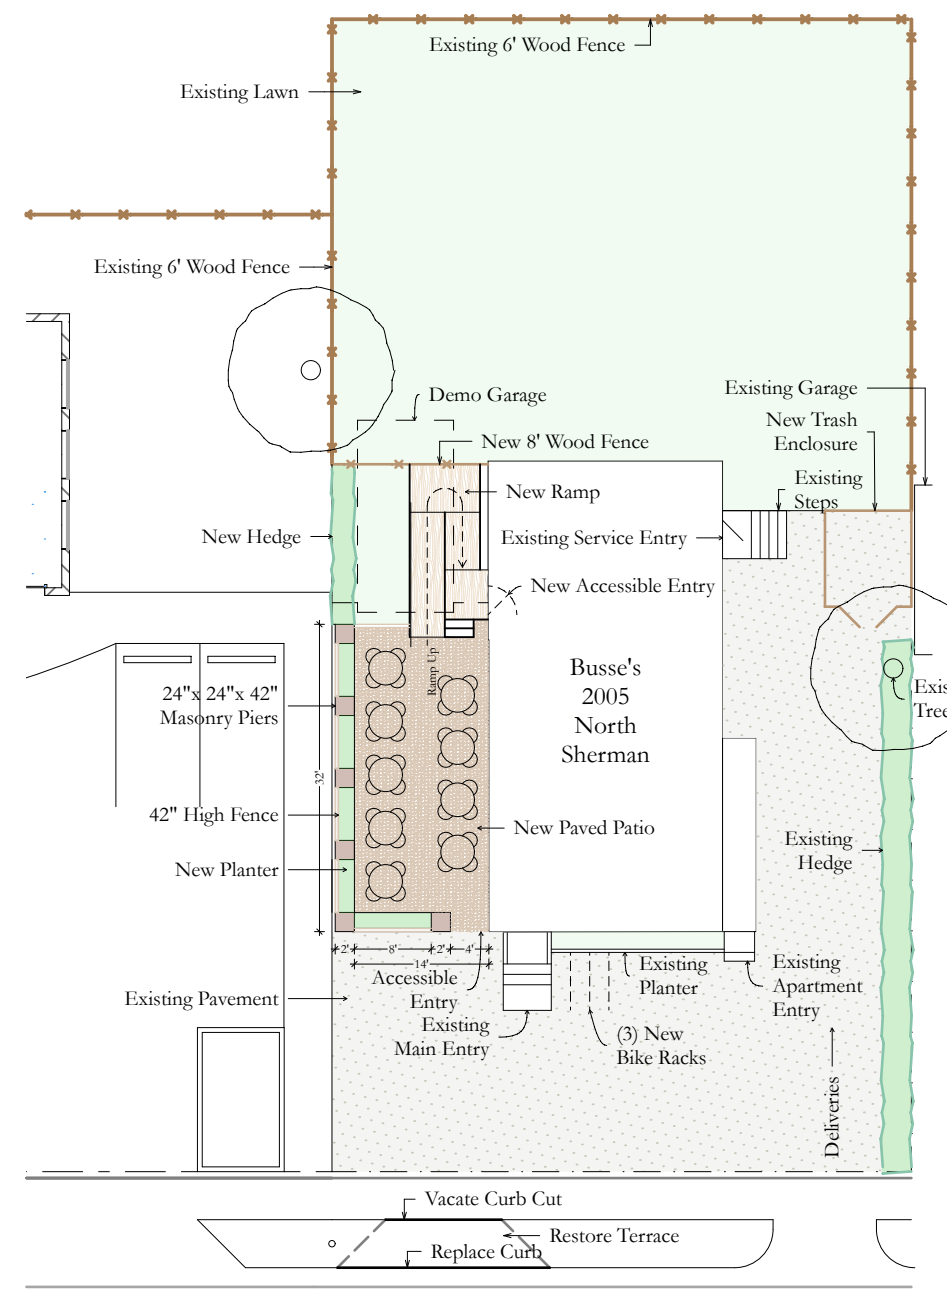 Existing 6' Wood Fence
Existing Lawn
Existing 6' Wood Fence
Existing Garage
Demo Garage
New Trash
Enclosure
New 8' Wood Fence
Existing
Steps
New Ramp
New Hedge
Existing Service Entry
New Accessible Entry
Ramp Up
Busse's
2005
North
Sherman
Exis
Tree
24"x 24"x 42"
Masonry Piers
32'
42" High Fence
New Paved Patio
New Planter
Existing
Hedge
2'
8'
2'
4'
14'
Accessible
Entry
Existing
Planter
Existing
Apartment
Entry
Existing Pavement
Existing
Main Entry
(3) New
Bike Racks
Deliveries
Vacate Curb Cut
Restore Terrace
Replace Curb